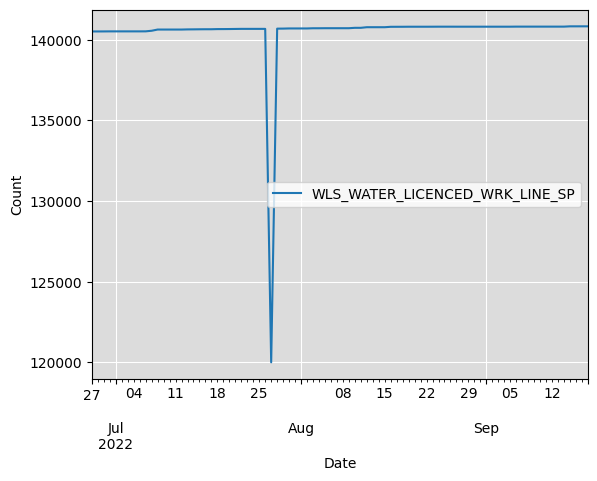 140000
135000
130000
125000
120000
Count
WLS_WATER_LICENCED_WRK_LINE_SP
27 04 11 18 25 08 15 22 29 05 12
Jul Aug Sep
2022
Date